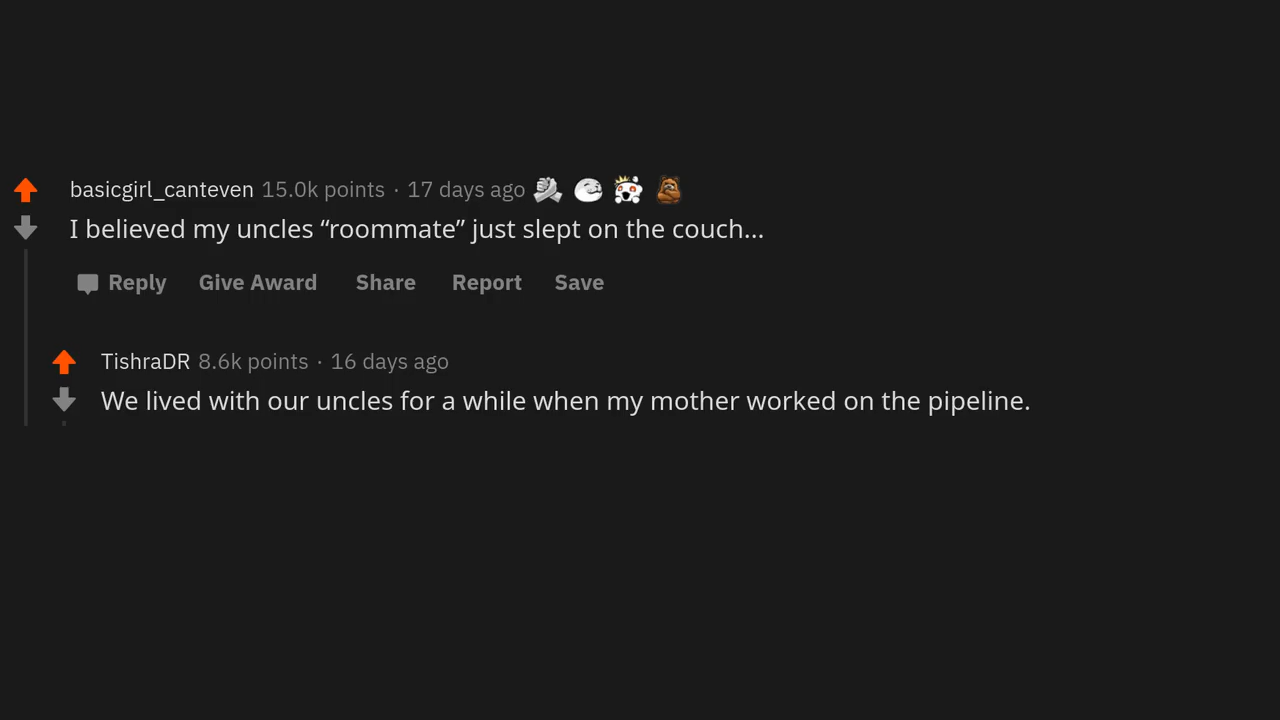 basicgirl_canteven 15.0k points · 17 days ago
I believed my uncles “roommate” just slept on the couch...
Reply Give Award Share Report Save
TishraDR 8.6k points · 16 days ago
We lived with our uncles for a while when my mother worked on the pipeline.